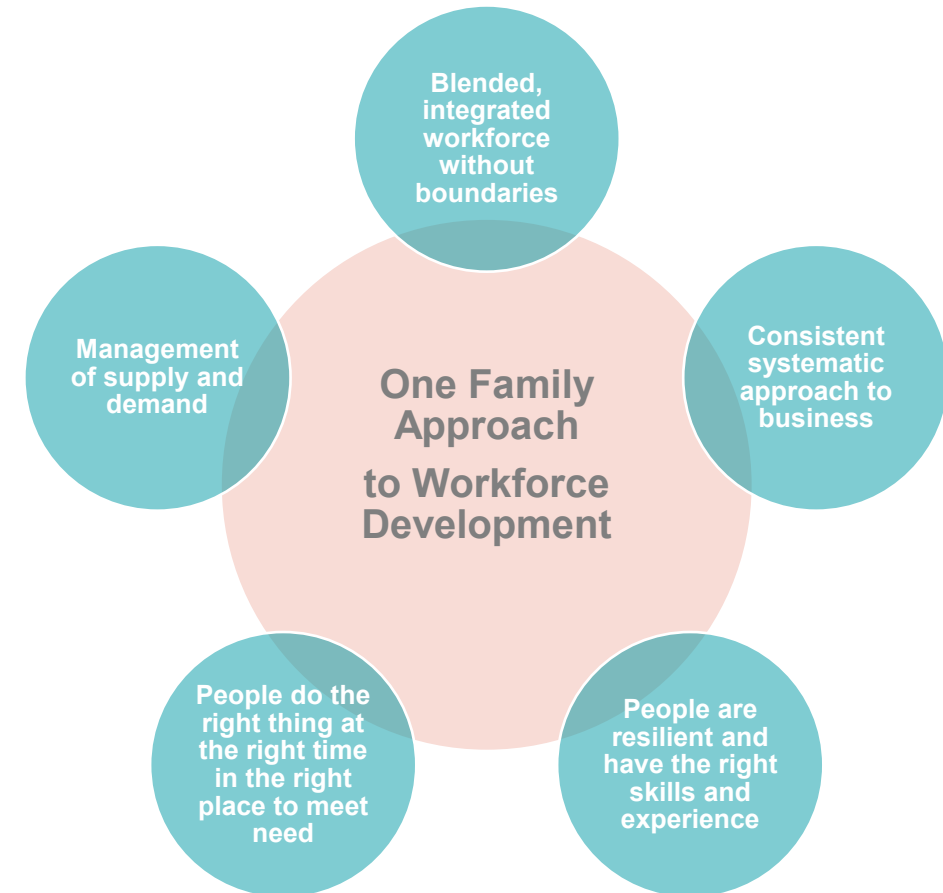 Blended,
integrated
workforce
without
boundaries
Management
of supply and
demand
One Family
Approach
to Workforce
Development
Consistent
systematic
approach to
business
People do the
right thing at
the right time
in the right
place to meet
need
People are
resilient and
have the right
skills and
experience